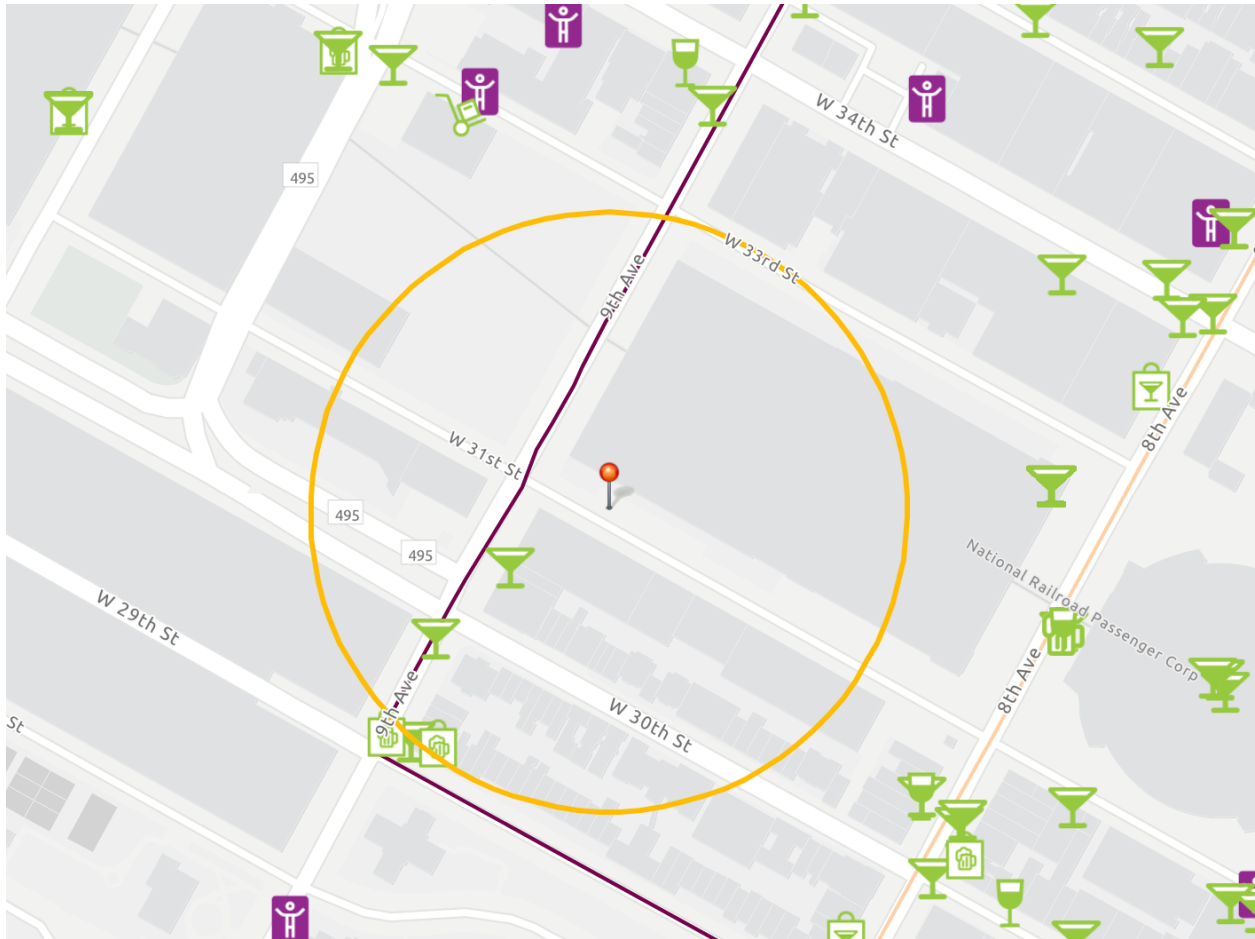 W 34th St
495
W 33rd St
9th Ave
8th Ave
W 31st St
495
495
National Railroad Passenger Corp
W 29th St
8th Ave
9th Ave
W 30th St
St